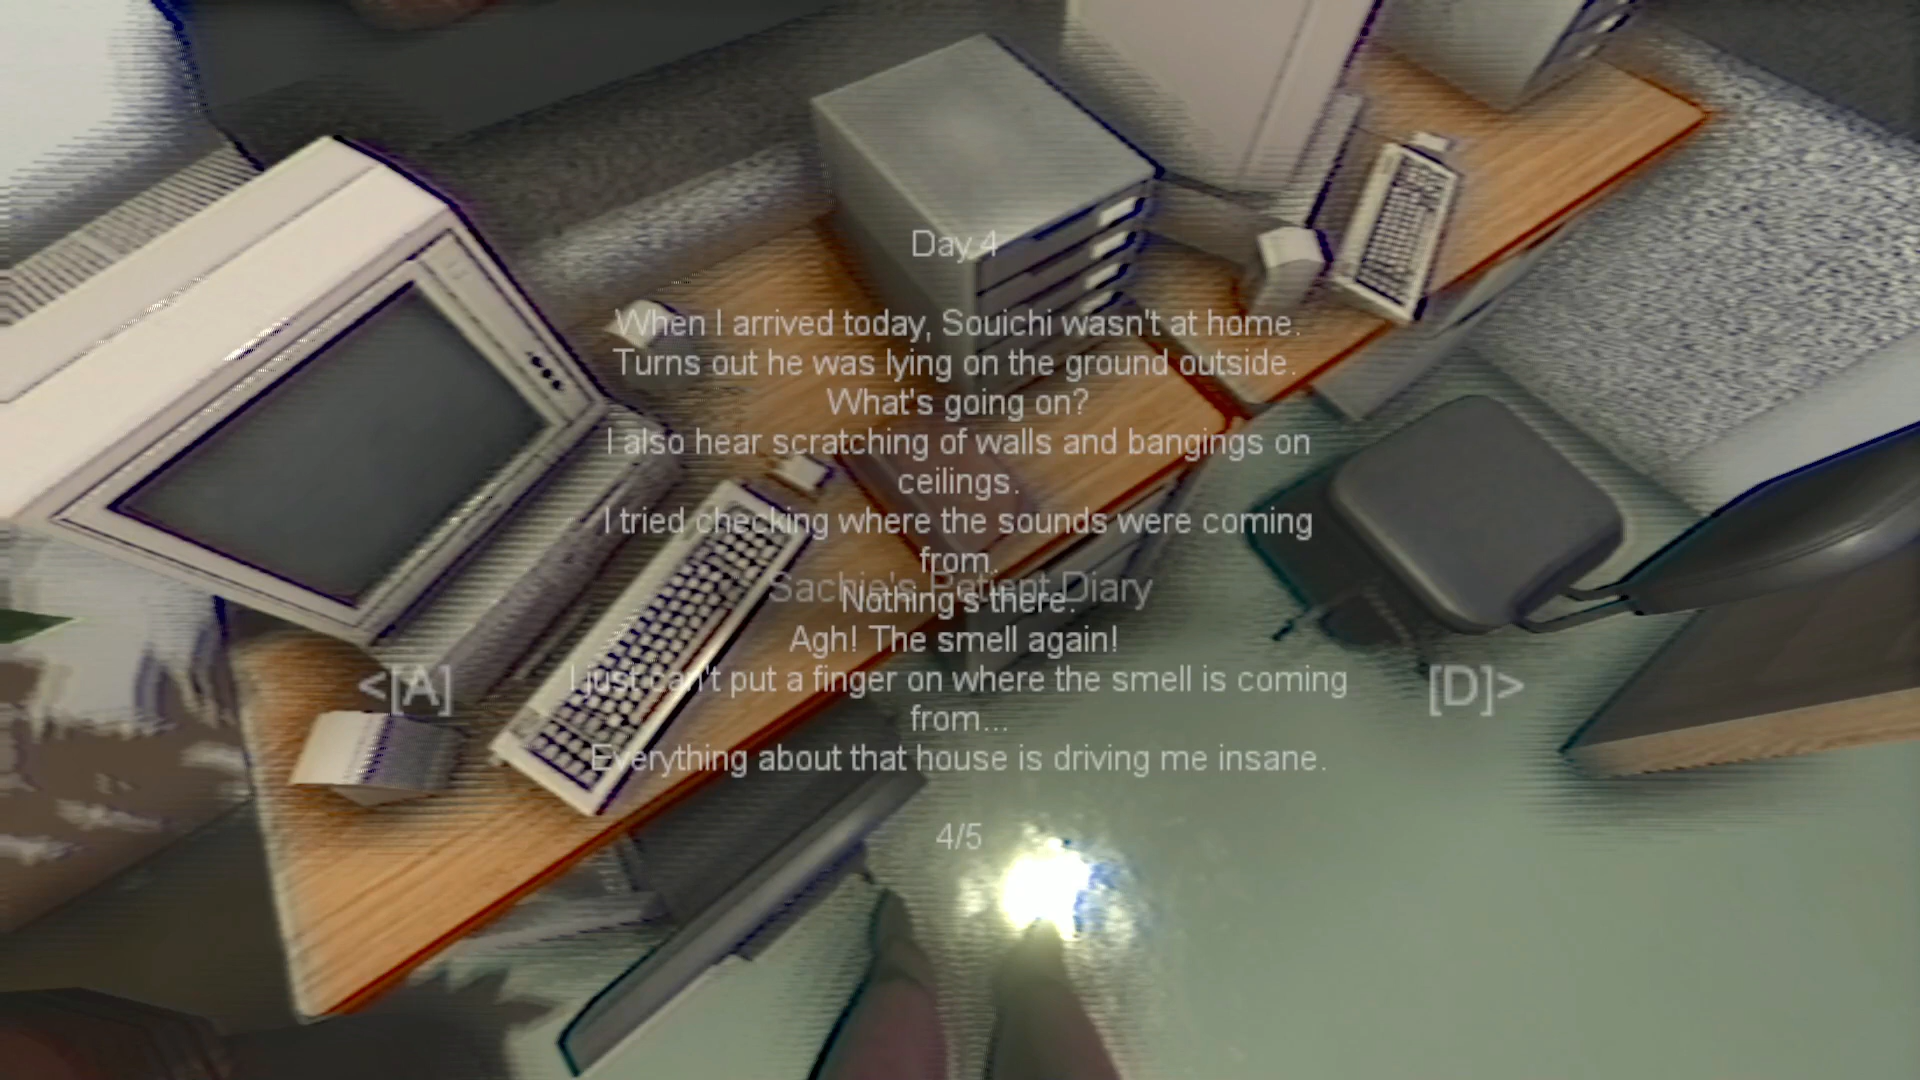 Day 4
When I arrived today, Souichi wasn't at home.
Turns out he was lying on the ground outside.
What's going on?
I also hear scratching of walls and bangings on
ceilings.
I tried checking where the sounds were coming
from.
Sachie's Patient Diary
Nothing's there.
Agh! The smell again!
<[A]
I just can't put a finger on where the smell is coming
[D]>
from...
Everything about that house is driving me insane.
4/5